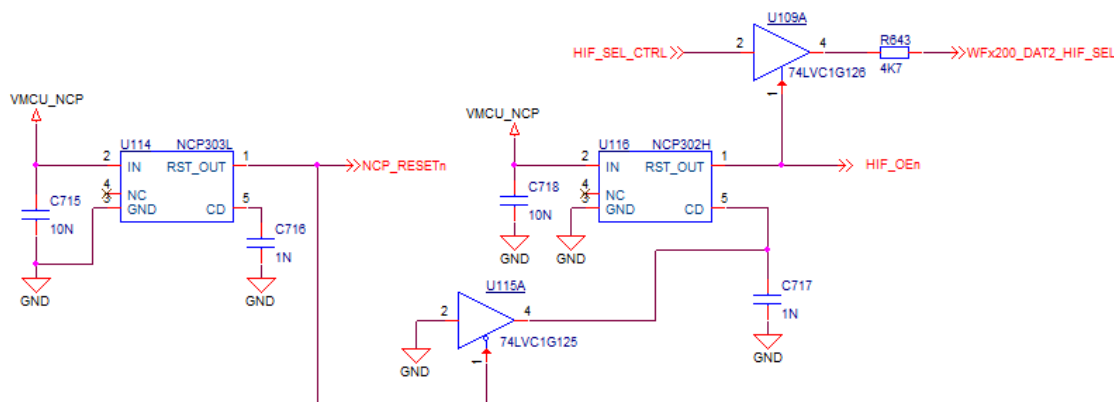 U109A
HIF_SEL_CTRL
2
4
R643
WFx200_DAT2_HIF_SEL
74LVC1G126
4K7
1
VMCU_NCP
U114 NCP303L
2
IN
RST_OUT
1
NCP_RESETn
4
NC
3
GND
CD
5
C715
10N
C716
1N
GND
GND
VMCU_NCP
U116 NCP302H
2
IN
RST_OUT
1
HIF_OEn
4
NC
3
GND
CD
5
C718
10N
GND
GND
U115A
2
4
74LVC1G125
GND
1
C717
1N
GND